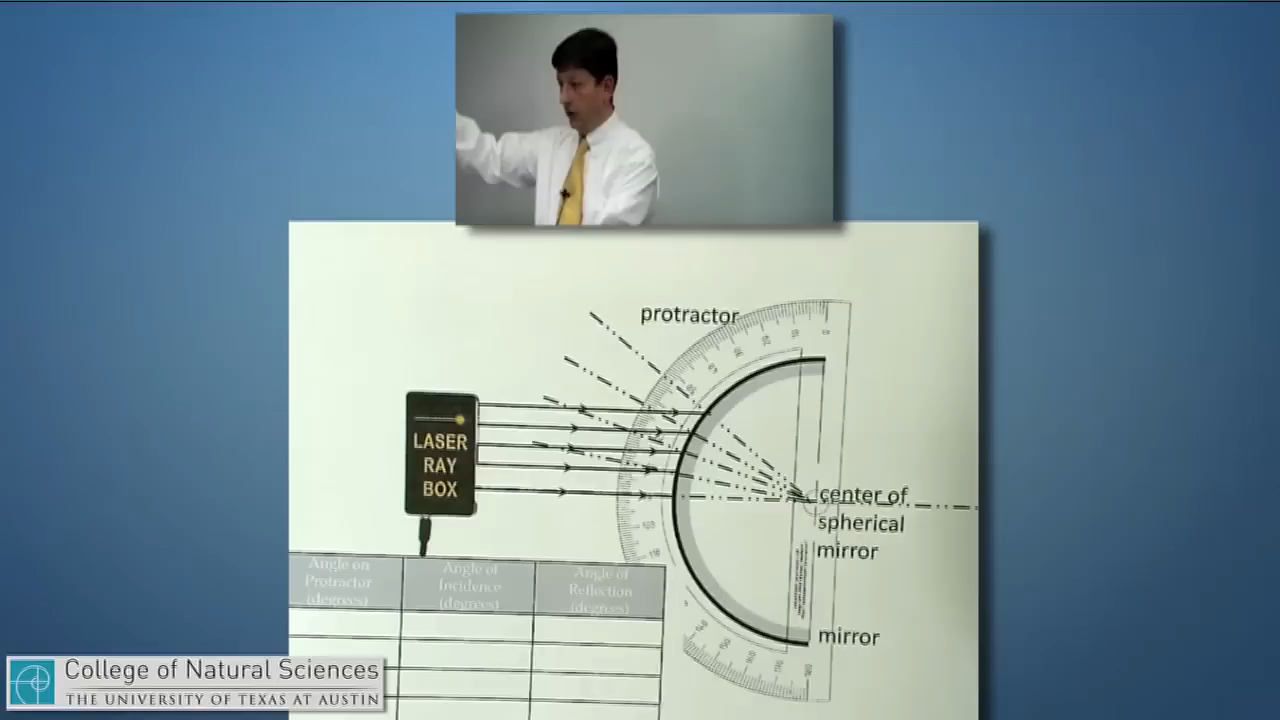 protractor
LASER
RAY
BOX
center of
spherical
mirror
mirror
Angle on
Protractor
(degrees)
Angle of
Incidence
(degrees)
Angle of
Reflection
(degrees)
College of Natural Sciences
THE UNIVERSITY OF TEXAS AT AUSTIN